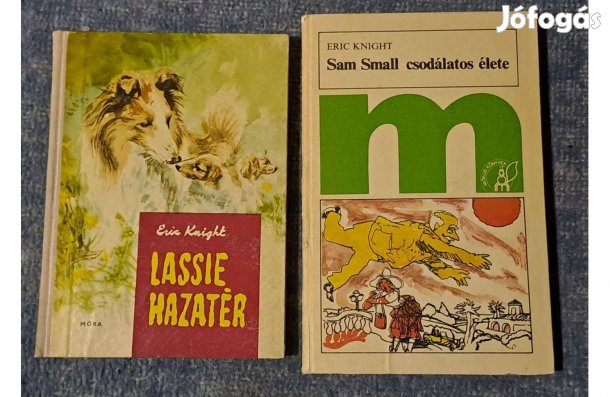 Jófogás
Eric Knight
LASSIE
HAZATÉR
MÓRA
ERIC KNIGHT
Sam Small csodálatos élete
m